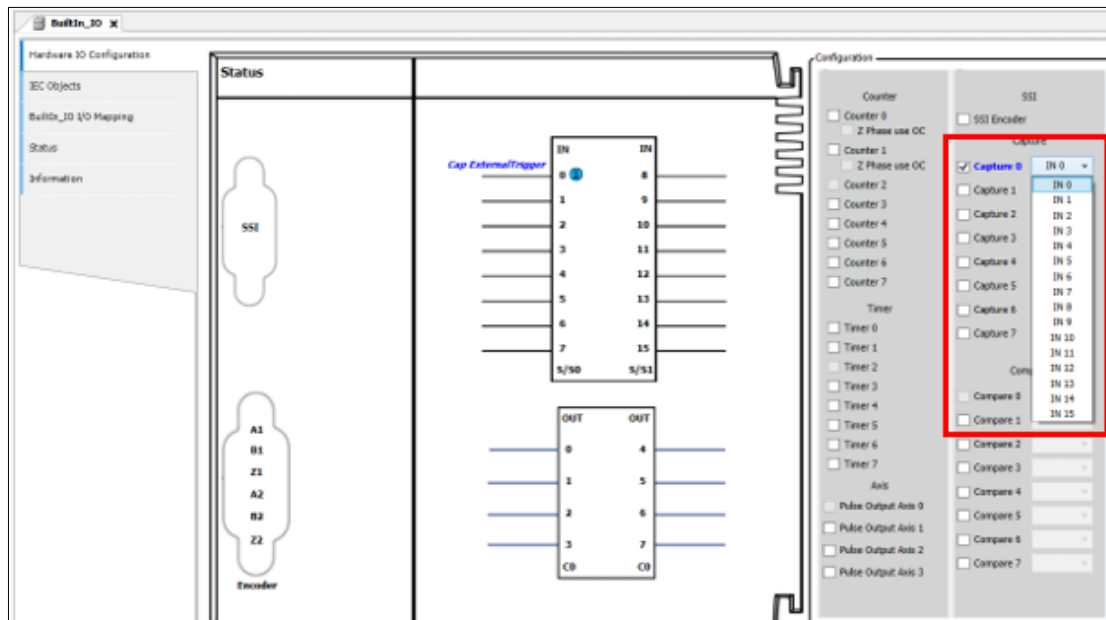 BuiltIn_IO x
Hardware IO Configuration
IEC Objects
BuiltIn_IO I/O Mapping
Status
Information
Status
SSI
A1
B1
Z1
A2
B2
Z2
Encoder
Cap ExternalTrigger
IN IN
0 1 8
1 9
2 10
3 11
4 12
5 13
6 14
7 15
S/S0 S/S1
OUT OUT
0 4
1 5
2 6
3 7
C0 C0
Configuration
Counter
Counter 0
Z Phase use OC
Counter 1
Z Phase use OC
Counter 2
Counter 3
Counter 4
Counter 5
Counter 6
Counter 7
Timer
Timer 0
Timer 1
Timer 2
Timer 3
Timer 4
Timer 5
Timer 6
Timer 7
Axis
Pulse Output Axis 0
Pulse Output Axis 1
Pulse Output Axis 2
Pulse Output Axis 3
SSI
SSI Encoder
Capture
Capture 0 IN 0
Capture 1
Capture 2
Capture 3
Capture 4
Capture 5
Capture 6
Capture 7
IN 0
IN 1
IN 2
IN 3
IN 4
IN 5
IN 6
IN 7
IN 8
IN 9
IN 10
IN 11
IN 12
IN 13
IN 14
IN 15
Compare 0
Compare 1
Compare 2
Compare 3
Compare 4
Compare 5
Compare 6
Compare 7